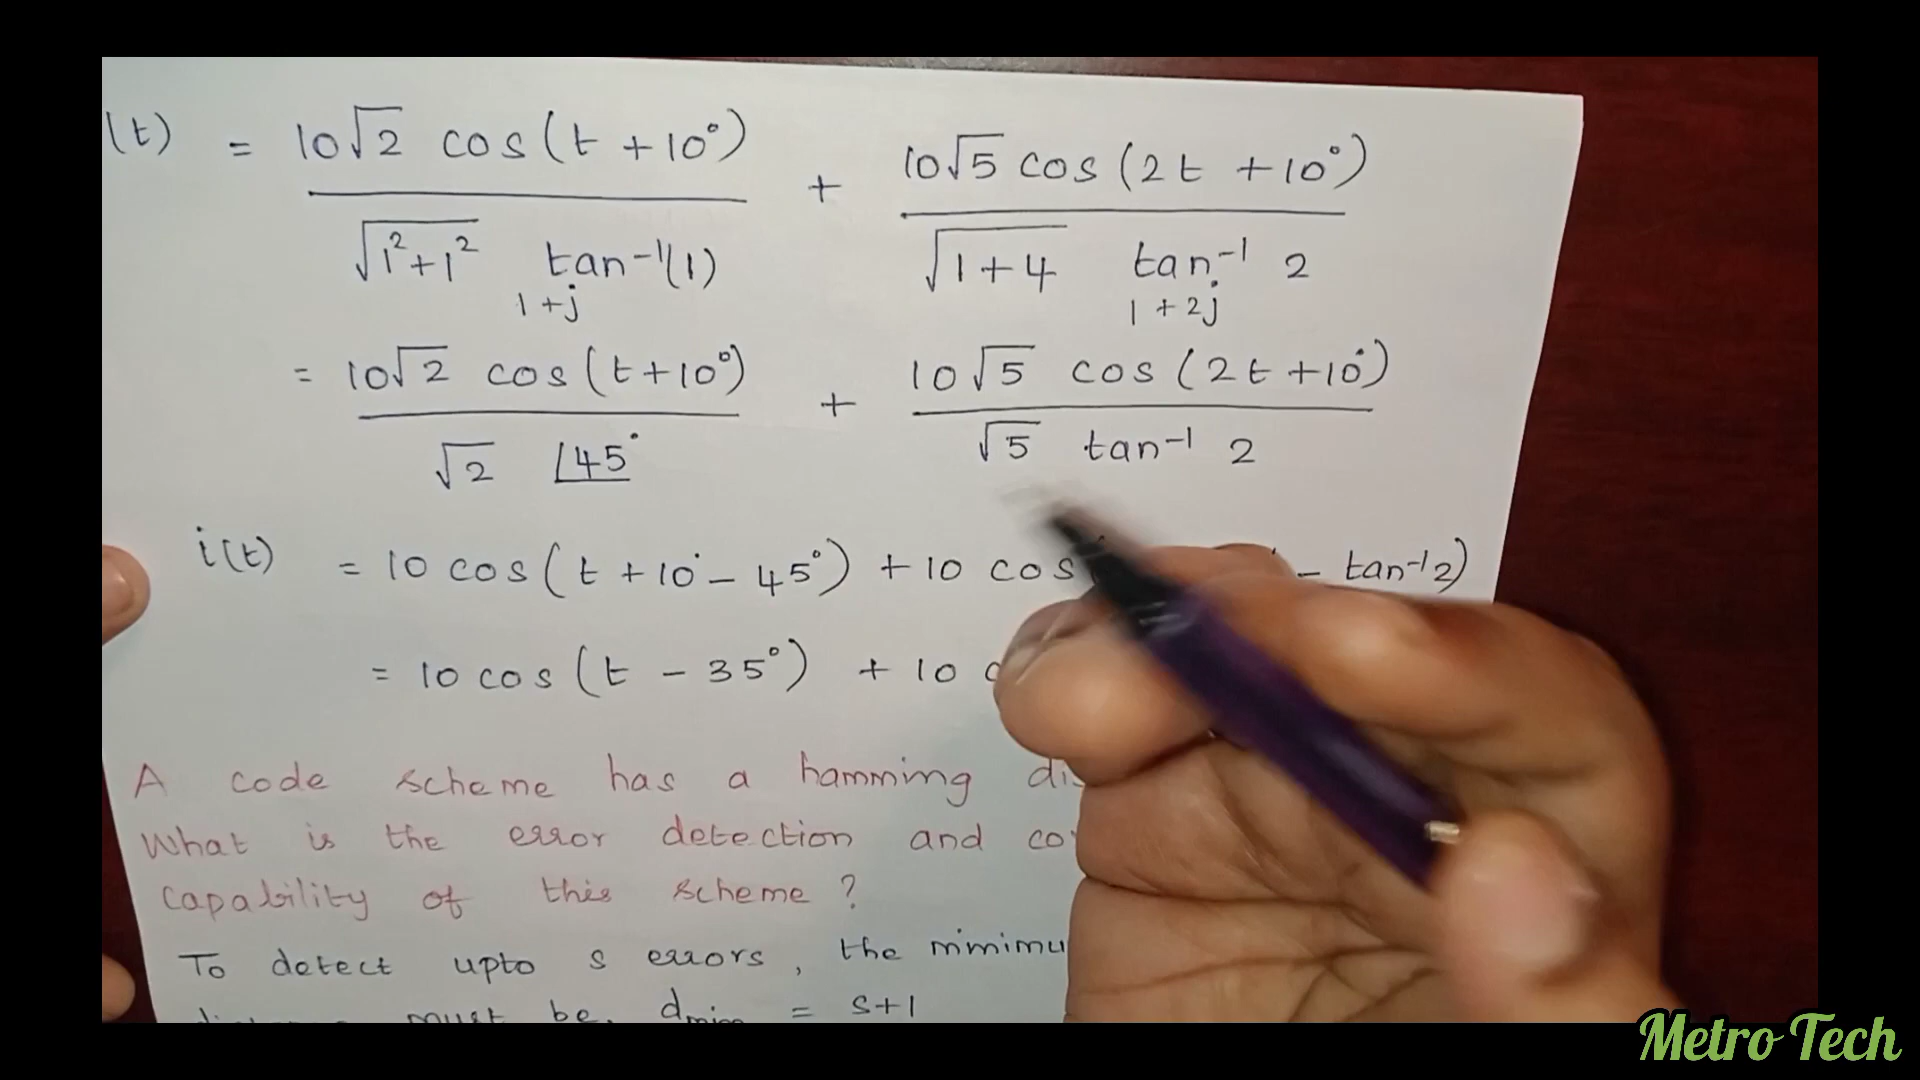 (t) = 10√2 cos(t + 10°) + 10√5 cos(2t + 10°)
√1²+1² tan⁻¹(1) √1+4 tan⁻¹ 2
1 + j 1 + 2j
= 10√2 cos(t+10°) + 10√5 cos(2t+10°)
√2 ∠45° √5 tan⁻¹ 2
i(t) = 10 cos(t + 10° - 45°) + 10 cos - tan⁻¹2)
= 10 cos(t - 35°) + 10
A code scheme has a hamming
What is the error detection and
capability of this scheme ?
To detect upto s errors, the
must be, dmin = s+1
Metro Tech